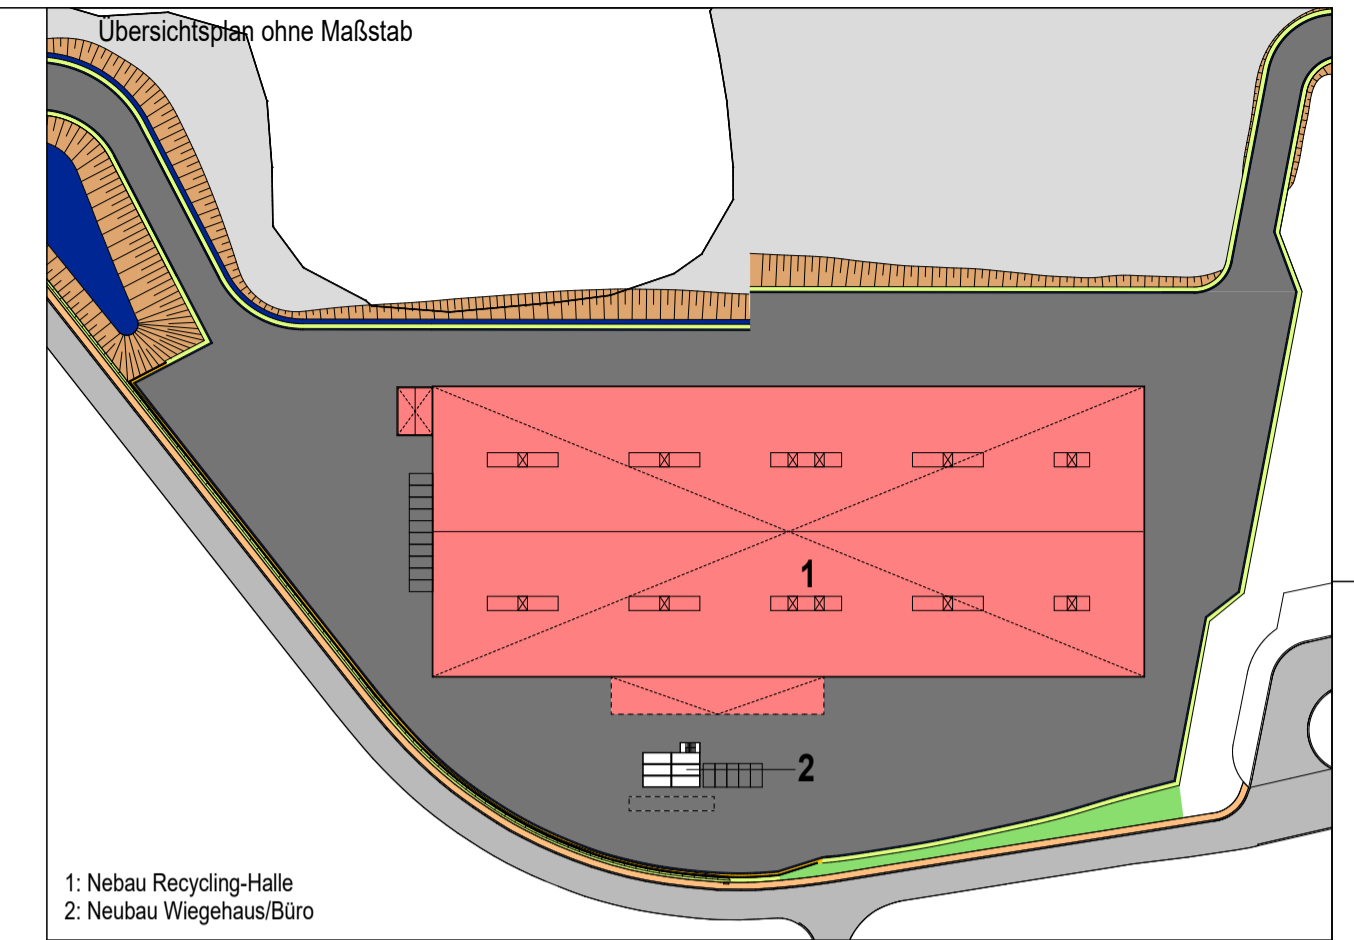 Übersichtsplan ohne Maßstab
1
2
1: Nebau Recycling-Halle
2: Neubau Wiegehaus/Büro